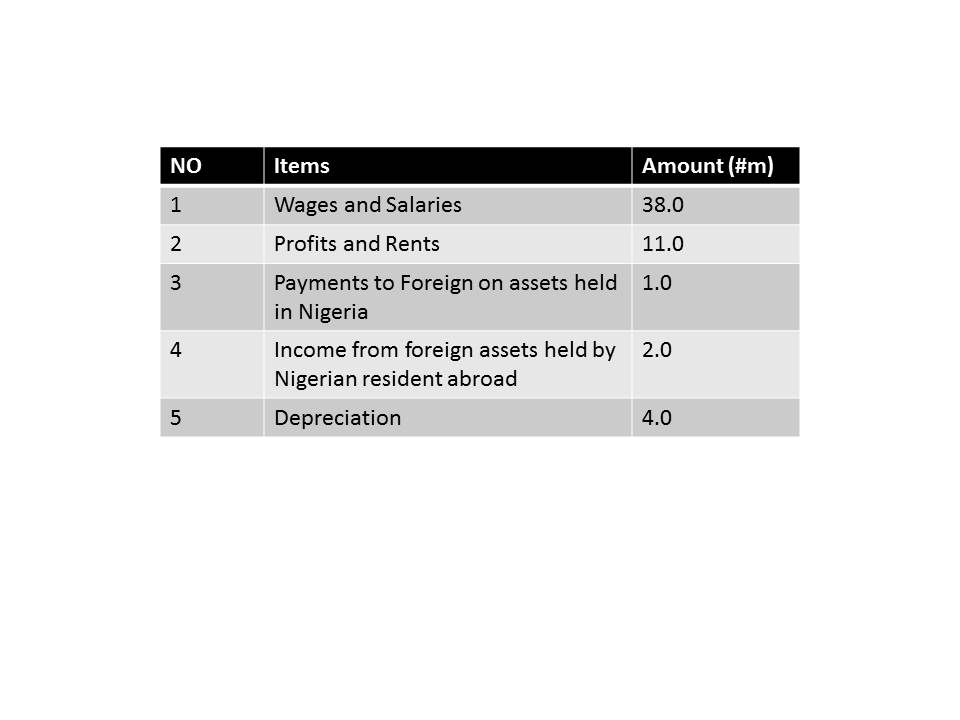 NO Items Amount (#m)
1 Wages and Salaries 38.0
2 Profits and Rents 11.0
3 Payments to Foreign on assets held 1.0
in Nigeria
4 Income from foreign assets held by 2.0
Nigerian resident abroad
5 Depreciation 4.0